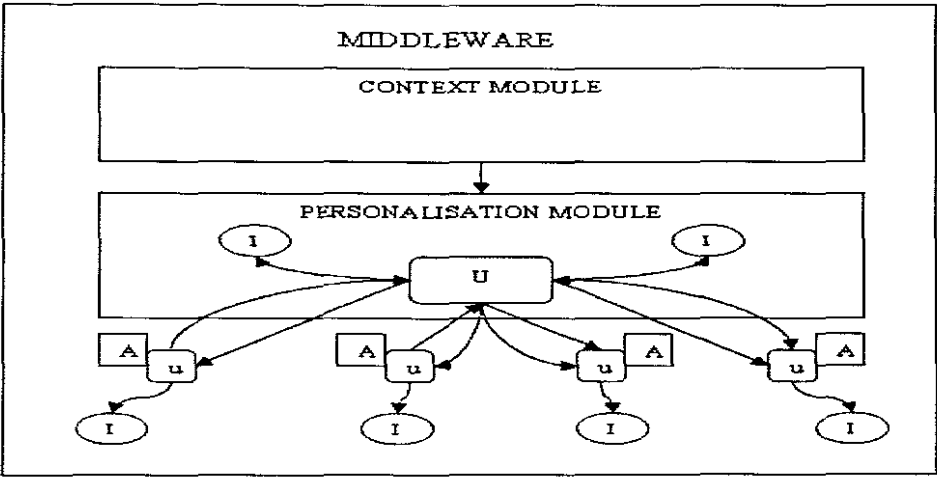 MIDDLEWARE
CONTEXT MODULE
PERSONALISATION MODULE
I I
U
A u A u u A u A
I I I I